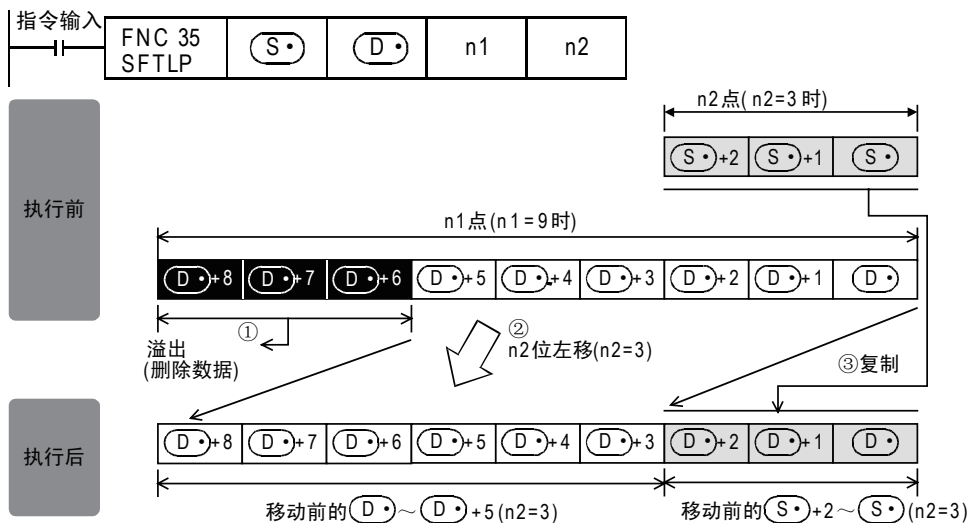 指令输入
FNC 35
SFTLP
S· D· n1 n2
n2点( n2=3 时)
S·+2 S·+1 S·
执行前
n1点(n1=9时)
D·+8 D·+7 D·+6 D·+5 D·+4 D·+3 D·+2 D·+1 D·
①
溢出
(删除数据)
②
n2位左移(n2=3)
③复制
执行后
D·+8 D·+7 D·+6 D·+5 D·+4 D·+3 D·+2 D·+1 D·
移动前的D·～D·+5(n2=3)
移动前的S·+2～S·(n2=3)